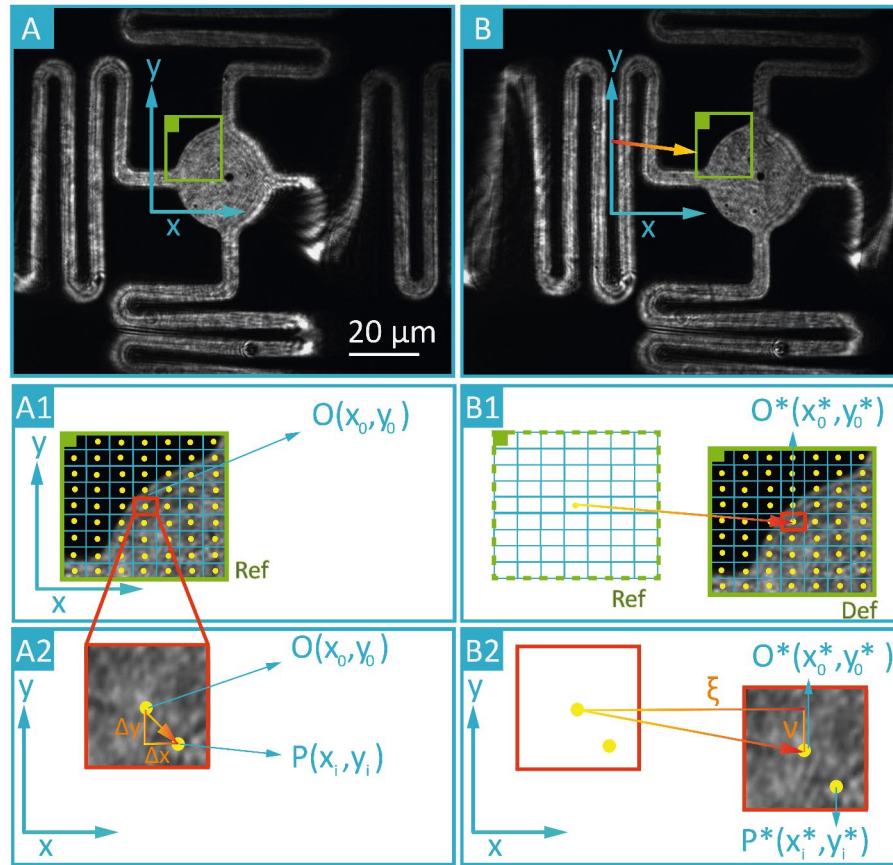 A
y
x
20 µm
B
y
x
A1
y
x
O(x₀,y₀)
Ref
B1
O*(x₀*,y₀*)
Ref
Def
A2
y
x
O(x₀,y₀)
Δy
Δx
P(xᵢ,yᵢ)
B2
y
x
ξ
ν
O*(x₀*,y₀*)
P*(xᵢ*,yᵢ*)